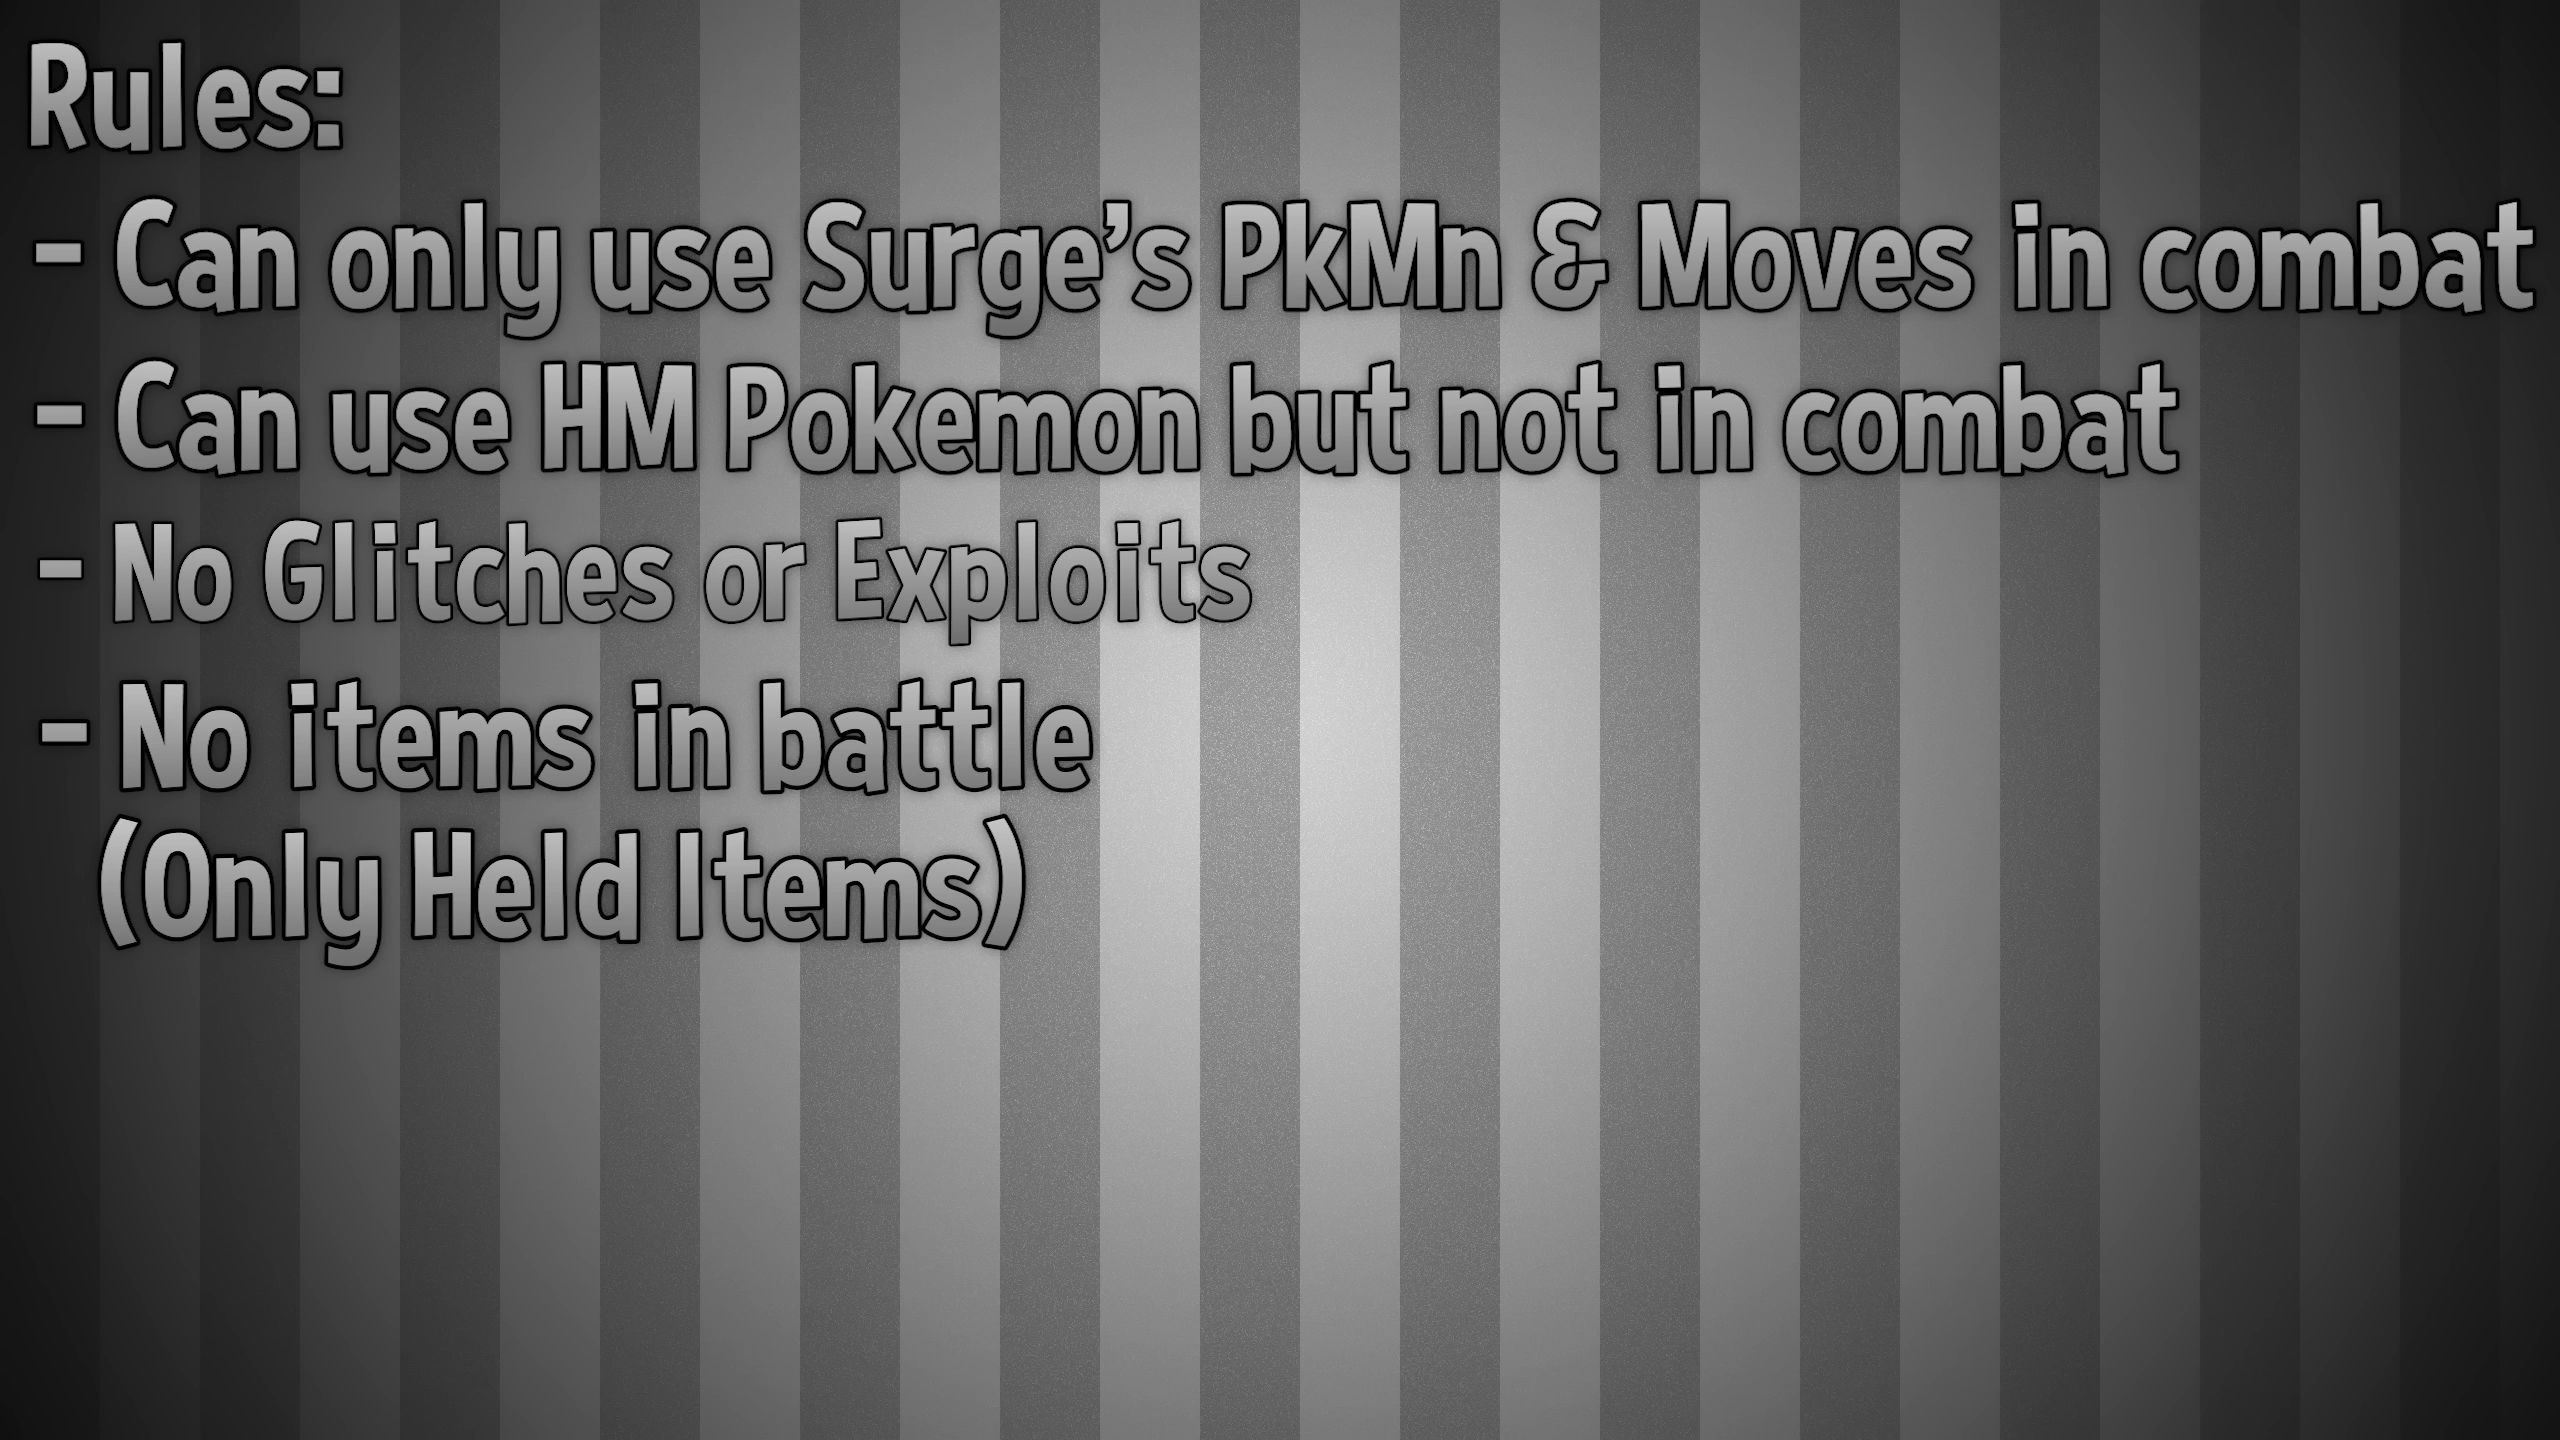 Rules:
- Can only use Surge’s PkMn & Moves in combat
- Can use HM Pokemon but not in combat
- No Glitches or Exploits
- No items in battle
(Only Held Items)